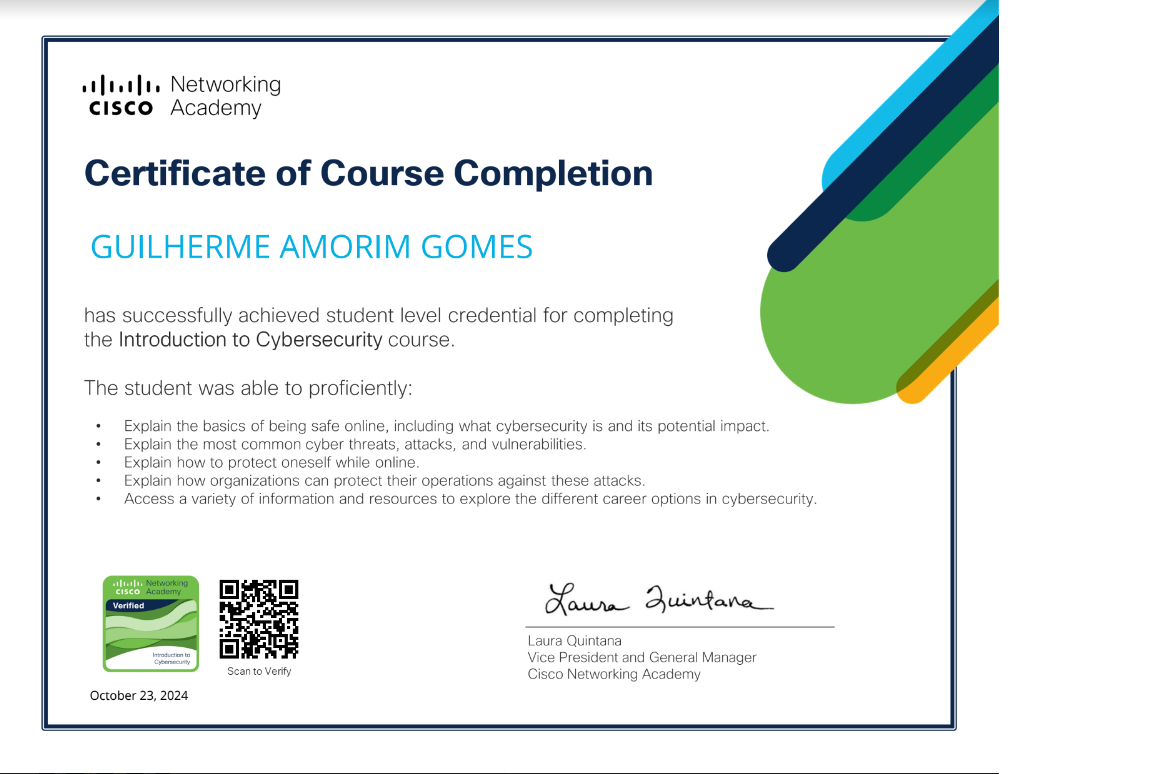 Networking
CISCO Academy
Certificate of Course Completion
GUILHERME AMORIM GOMES
has successfully achieved student level credential for completing
the Introduction to Cybersecurity course.
The student was able to proficiently:
• Explain the basics of being safe online, including what cybersecurity is and its potential impact.
• Explain the most common cyber threats, attacks, and vulnerabilities.
• Explain how to protect oneself while online.
• Explain how organizations can protect their operations against these attacks.
• Access a variety of information and resources to explore the different career options in cybersecurity.
Networking
CISCO Academy
Verified
Introduction to
Cybersecurity
Scan to Verify
October 23, 2024
Laura Quintana
Laura Quintana
Vice President and General Manager
Cisco Networking Academy